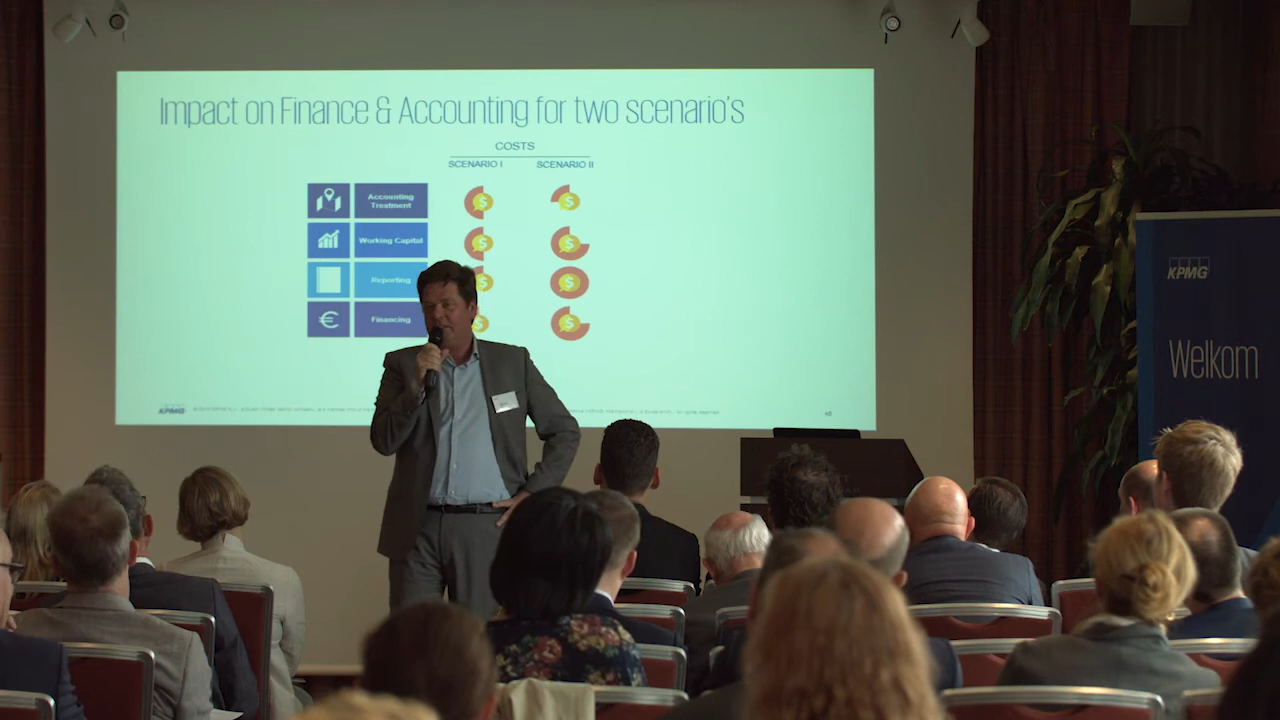 Impact on Finance & Accounting for two scenario's
COSTS
SCENARIO I SCENARIO II
Accounting
Treatment
Working Capital
Reporting
€ Financing
KPMG
KPMG
Welkom